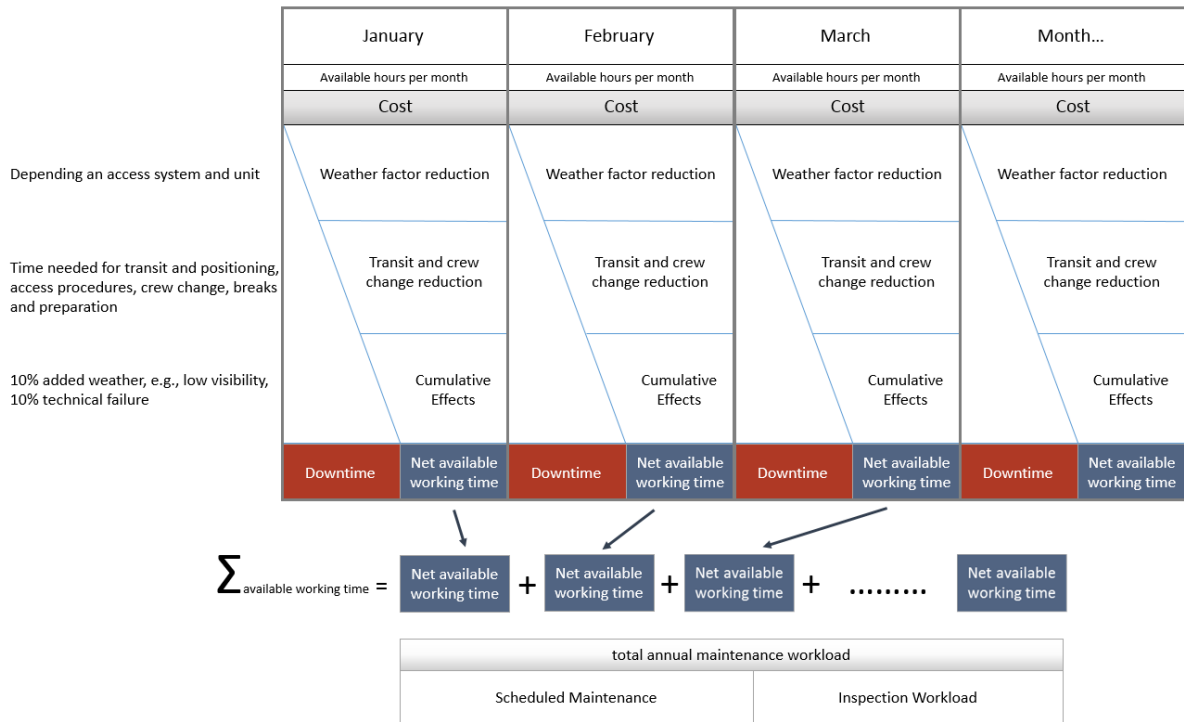 January February March Month...
Available hours per month Available hours per month Available hours per month Available hours per month
Cost Cost Cost Cost
Depending an access system and unit
Weather factor reduction Weather factor reduction Weather factor reduction Weather factor reduction
Time needed for transit and positioning,
access procedures, crew change, breaks
and preparation
Transit and crew
change reduction
Transit and crew
change reduction
Transit and crew
change reduction
Transit and crew
change reduction
10% added weather, e.g., low visibility,
10% technical failure
Cumulative
Effects
Cumulative
Effects
Cumulative
Effects
Cumulative
Effects
Downtime
Net available
working time
Downtime
Net available
working time
Downtime
Net available
working time
Downtime
Net available
working time
Σ available working time =
Net available
working time
+
Net available
working time
+
Net available
working time
+
.........
Net available
working time
total annual maintenance workload
Scheduled Maintenance Inspection Workload